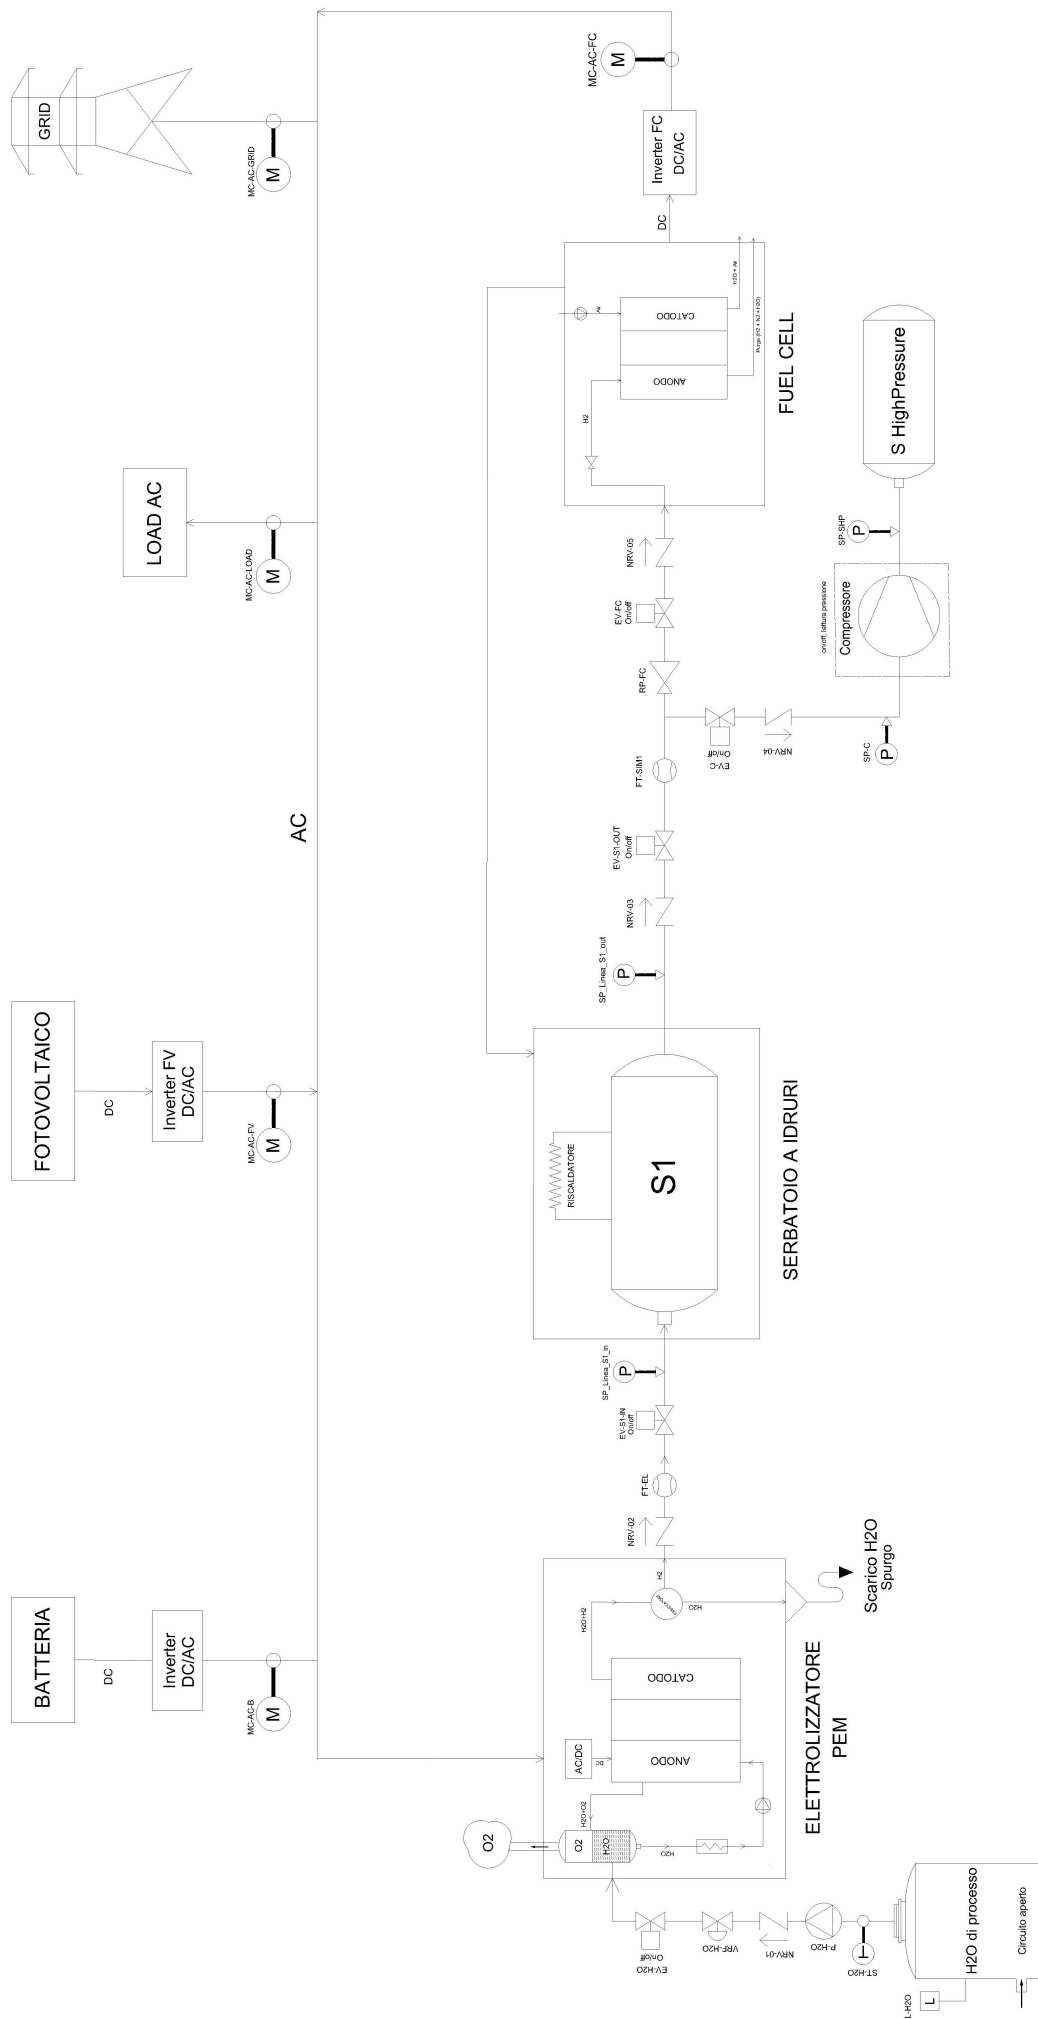 GRID
M
MC-AC-GRID
MC-AC-FC
M
Inverter FC
DC/AC
DC
LOAD AC
M
MC-AC-LOAD
Air
CATODO
ANODO
H2
H2O + Air
Purge (H2 + N2 + H2O)
FUEL CELL
S HighPressure
P
SP-SHP
on/off, lettura pressione
Compressore
NRV-05
EV-FC
On/off
RP-FC
EV-C
On/off
NRV-04
P
SP-C
FT-SIM1
EV-S1-OUT
On/off
NRV-03
P
SP_Linea_S1_out
AC
FOTOVOLTAICO
DC
Inverter FV
DC/AC
M
MC-AC-FV
RISCALDATORE
S1
SERBATOIO A IDRURI
P
SP_Linea_S1_in
EV-S1-IN
On/off
FT-EL
NRV-02
BATTERIA
DC
Inverter
DC/AC
M
MC-AC-B
H2
H2O+H2
H2O
Scarico H2O
Spurgo
CATODO
ANODO
AC/DC
DC
H2O+O2
O2
O2
H2O
H2O
ELETTROLIZZATORE
PEM
EV-H2O
On/off
VRF-H2O
NRV-01
P-H2O
T
ST-H2O
H2O di processo
Circuito aperto
L
L-H2O